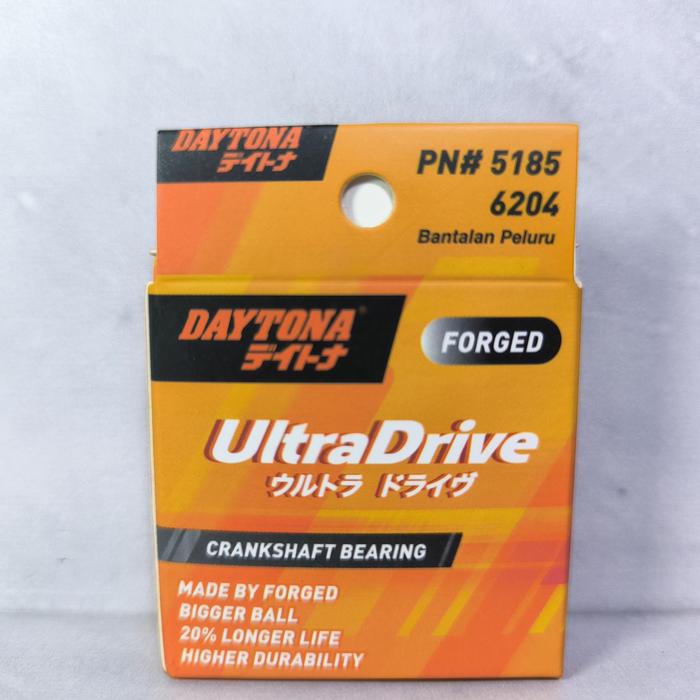 DAYTONA
デイトナ
PN# 5185
6204
Bantalan Peluru
DAYTONA
デイトナ
FORGED
UltraDrive
ウルトラ ドライヴ
CRANKSHAFT BEARING
MADE BY FORGED
BIGGER BALL
20% LONGER LIFE
HIGHER DURABILITY